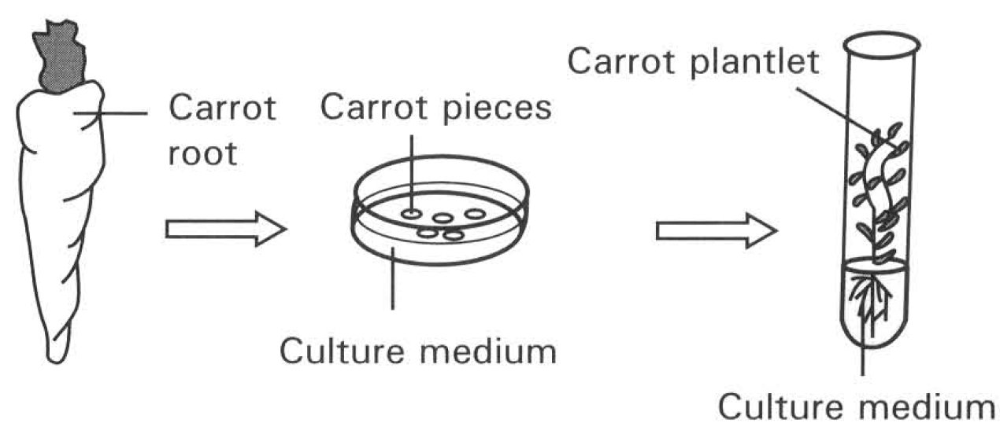 Carrot
root
Carrot pieces
Culture medium
Carrot plantlet
Culture medium